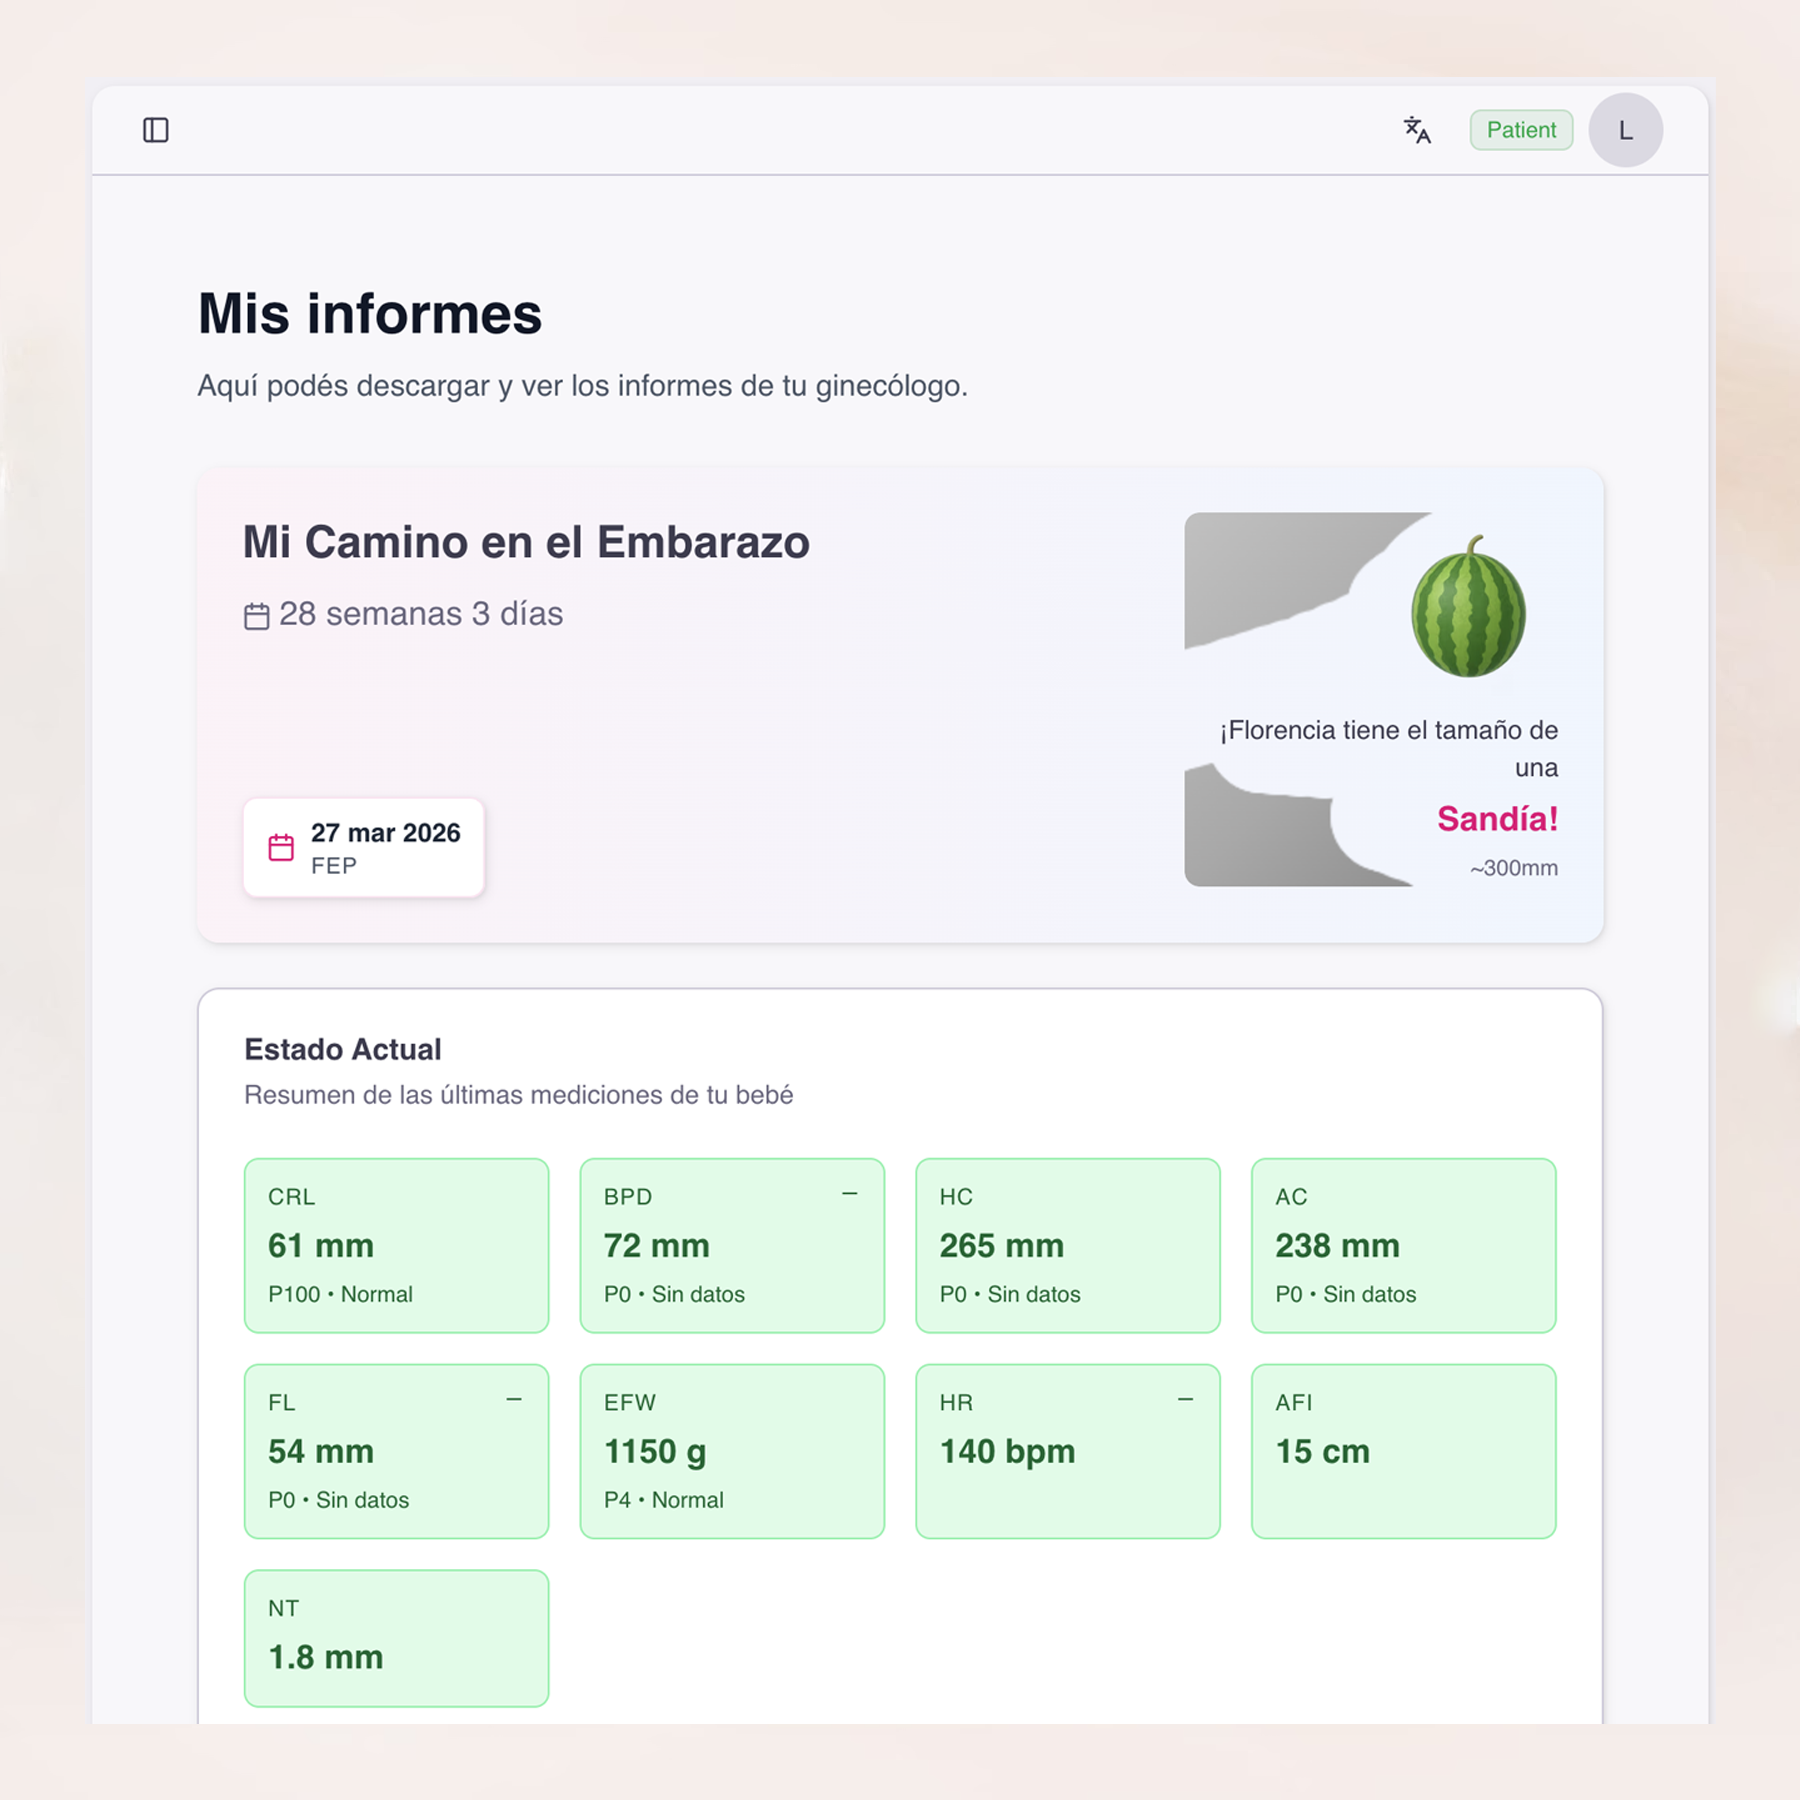 Patient
L
Mis informes
Aquí podés descargar y ver los informes de tu ginecólogo.
Mi Camino en el Embarazo
28 semanas 3 días
27 mar 2026
FEP
¡Florencia tiene el tamaño de
una
Sandía!
~300mm
Estado Actual
Resumen de las últimas mediciones de tu bebé
CRL
61 mm
P100 • Normal
BPD
72 mm
P0 • Sin datos
HC
265 mm
P0 • Sin datos
AC
238 mm
P0 • Sin datos
FL
54 mm
P0 • Sin datos
EFW
1150 g
P4 • Normal
HR
140 bpm
AFI
15 cm
NT
1.8 mm